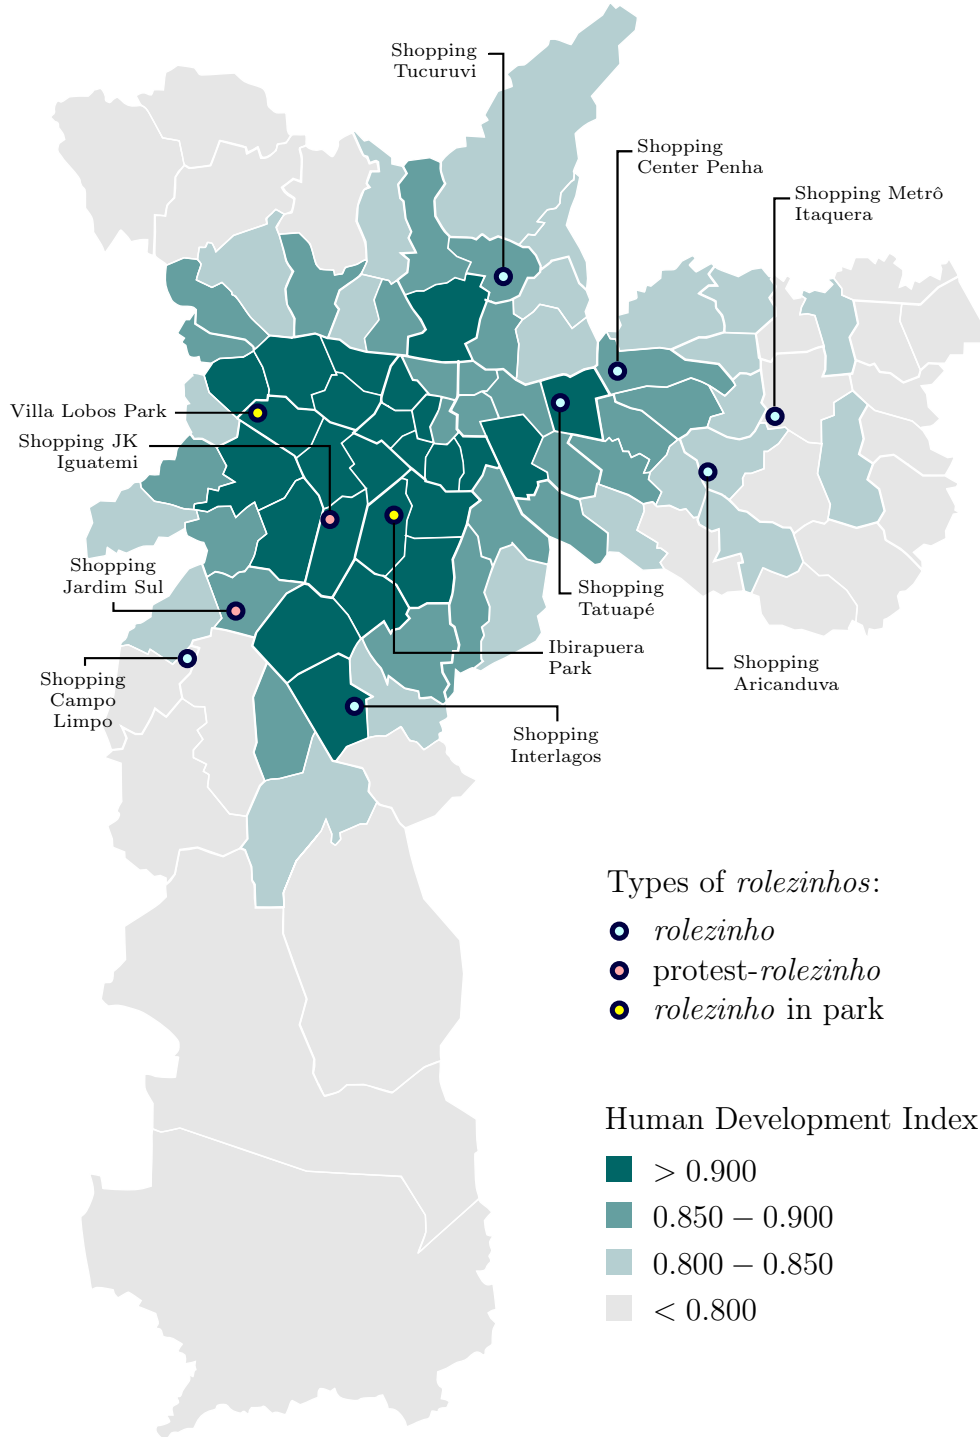 Shopping
Tucuruvi
Shopping
Center Penha
Shopping Metrô
Itaquera
Villa Lobos Park
Shopping JK
Iguatemi
Shopping
Jardim Sul
Shopping
Tatuapé
Ibirapuera
Park
Shopping
Aricanduva
Shopping
Campo
Limpo
Shopping
Interlagos
Types of rolezinhos:
rolezinho
protest-rolezinho
rolezinho in park
Human Development Index
> 0.900
0.850 – 0.900
0.800 – 0.850
< 0.800